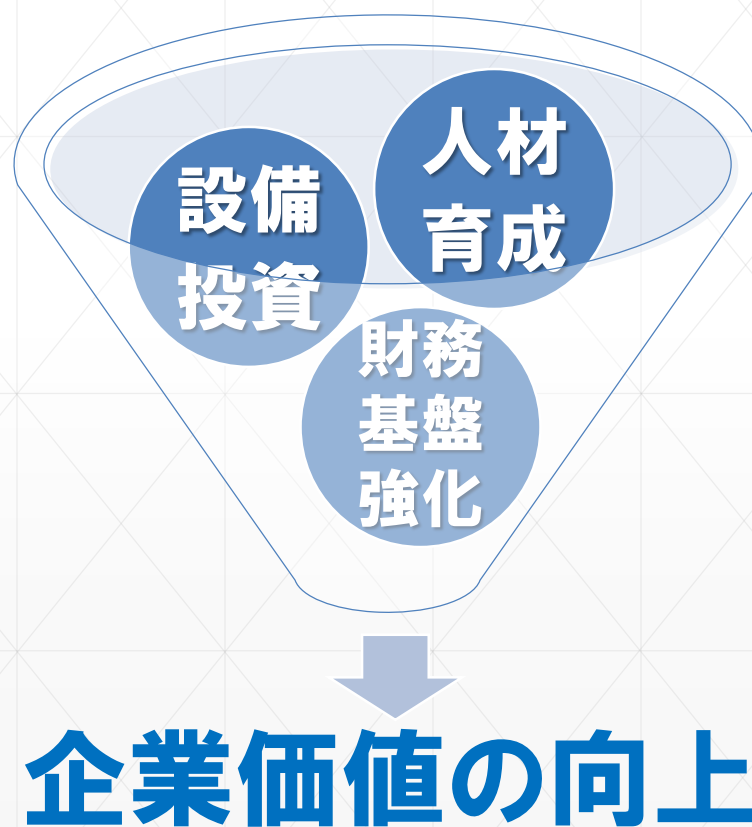 人材
育成
設備
投資
財務
基盤
強化
企業価値の向上